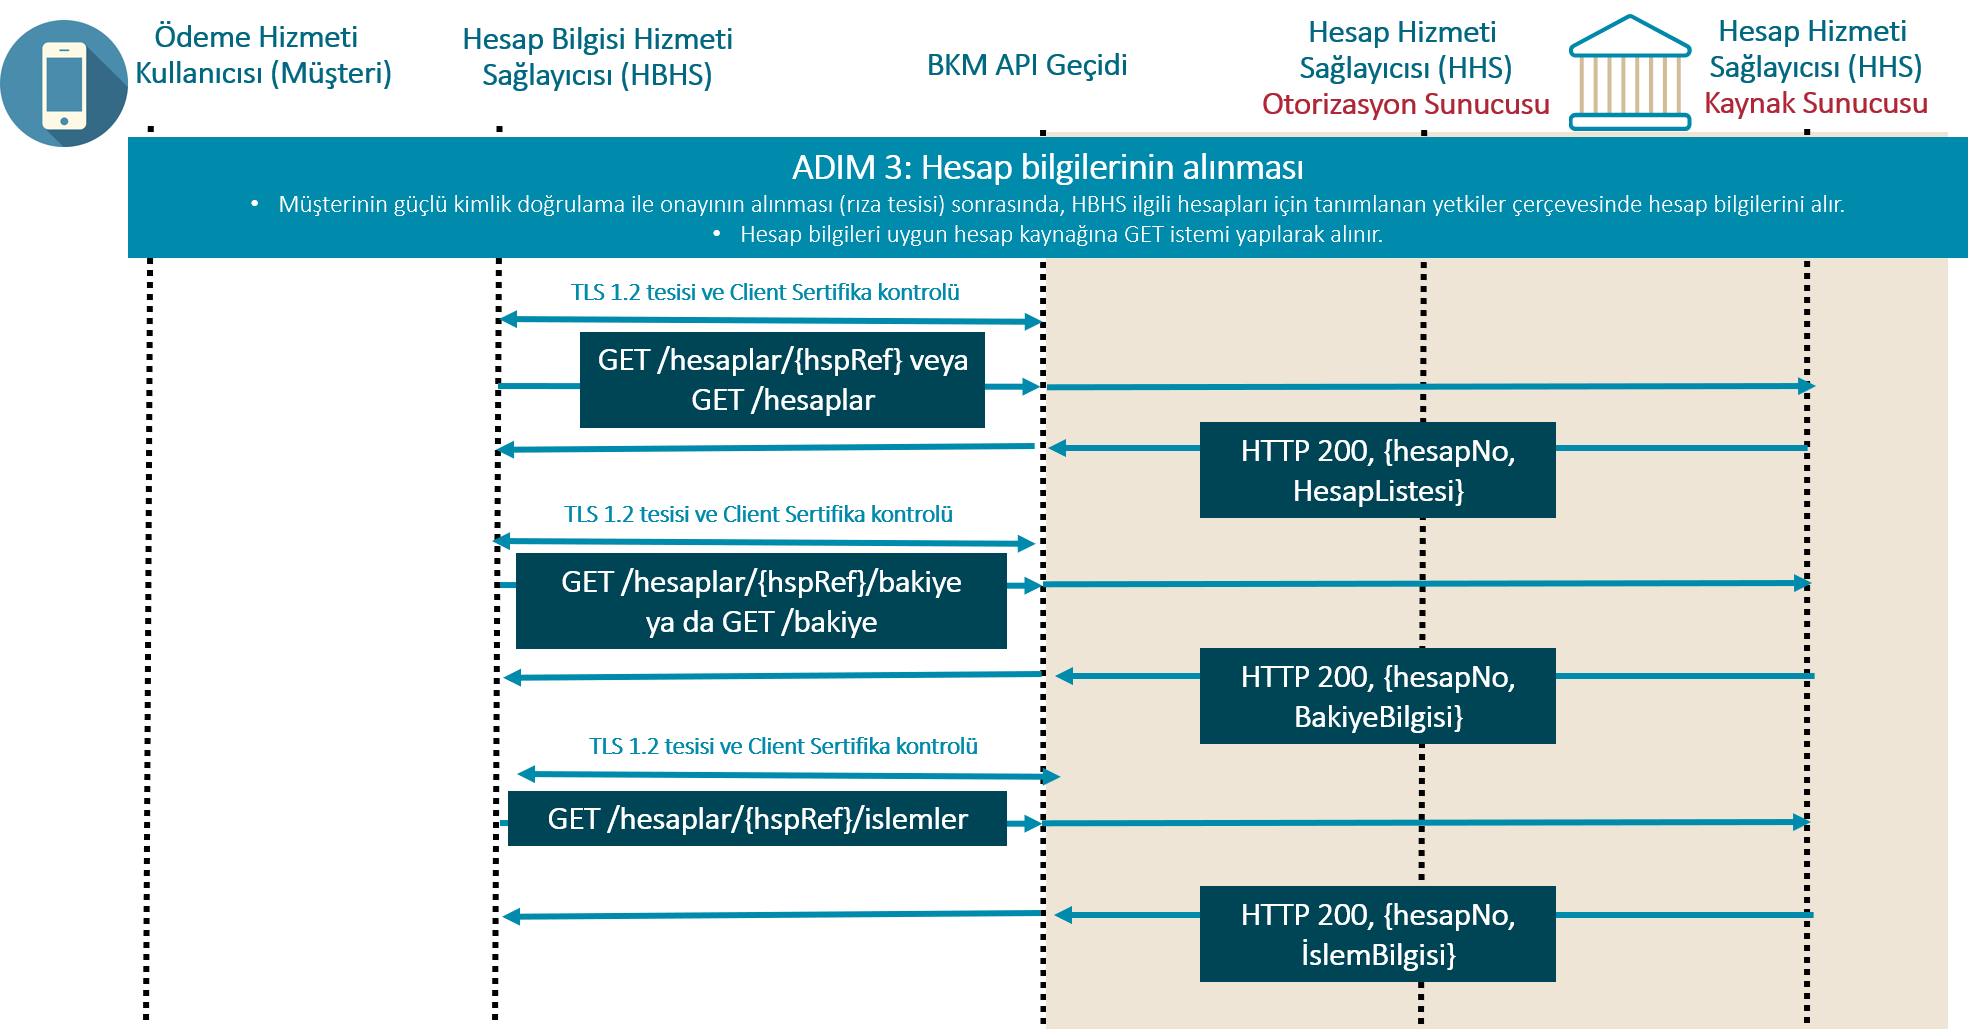 Ödeme Hizmeti
Kullanıcısı (Müşteri)
Hesap Bilgisi Hizmeti
Sağlayıcısı (HBHS)
BKM API Geçidi
Hesap Hizmeti
Sağlayıcısı (HHS)
Otorizasyon Sunucusu
Hesap Hizmeti
Sağlayıcısı (HHS)
Kaynak Sunucusu
ADIM 3: Hesap bilgilerinin alınması
• Müşterinin güçlü kimlik doğrulama ile onayının alınması (rıza tesisi) sonrasında, HBHS ilgili hesapları için tanımlanan yetkiler çerçevesinde hesap bilgilerini alır.
• Hesap bilgileri uygun hesap kaynağına GET istemi yapılarak alınır.
TLS 1.2 tesisi ve Client Sertifika kontrolü
GET /hesaplar/{hspRef} veya
GET /hesaplar
HTTP 200, {hesapNo,
HesapListesi}
TLS 1.2 tesisi ve Client Sertifika kontrolü
GET /hesaplar/{hspRef}/bakiye
ya da GET /bakiye
HTTP 200, {hesapNo,
BakiyeBilgisi}
TLS 1.2 tesisi ve Client Sertifika kontrolü
GET /hesaplar/{hspRef}/islemler
HTTP 200, {hesapNo,
İslemBilgisi}